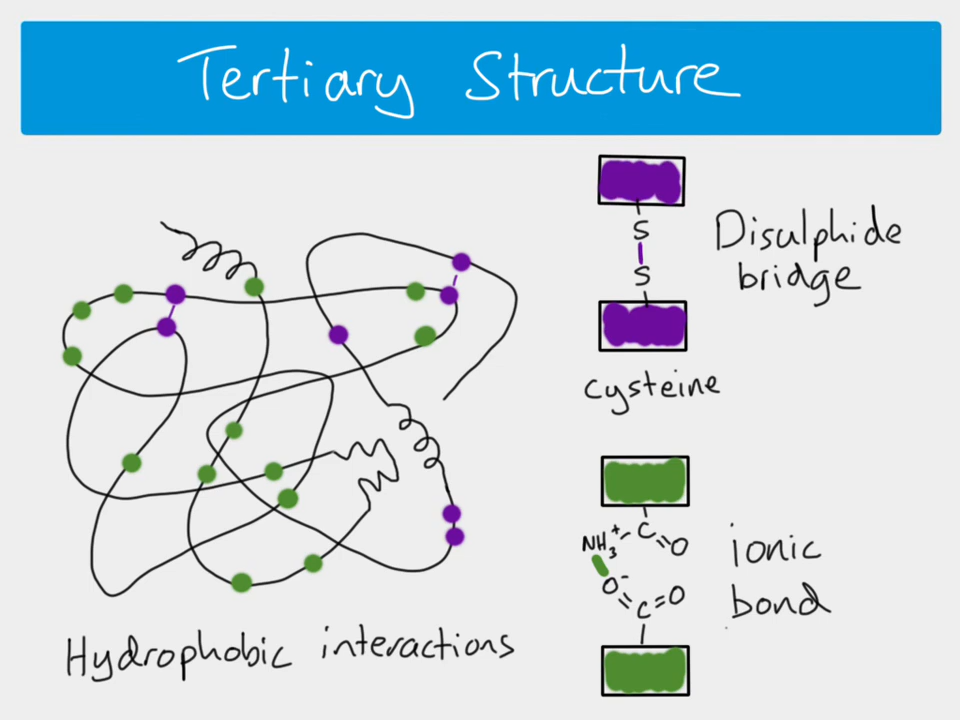 Tertiary Structure
S
S
Disulphide
bridge
cysteine
NH3+ C O
O- C O
ionic
bond
Hydrophobic interactions